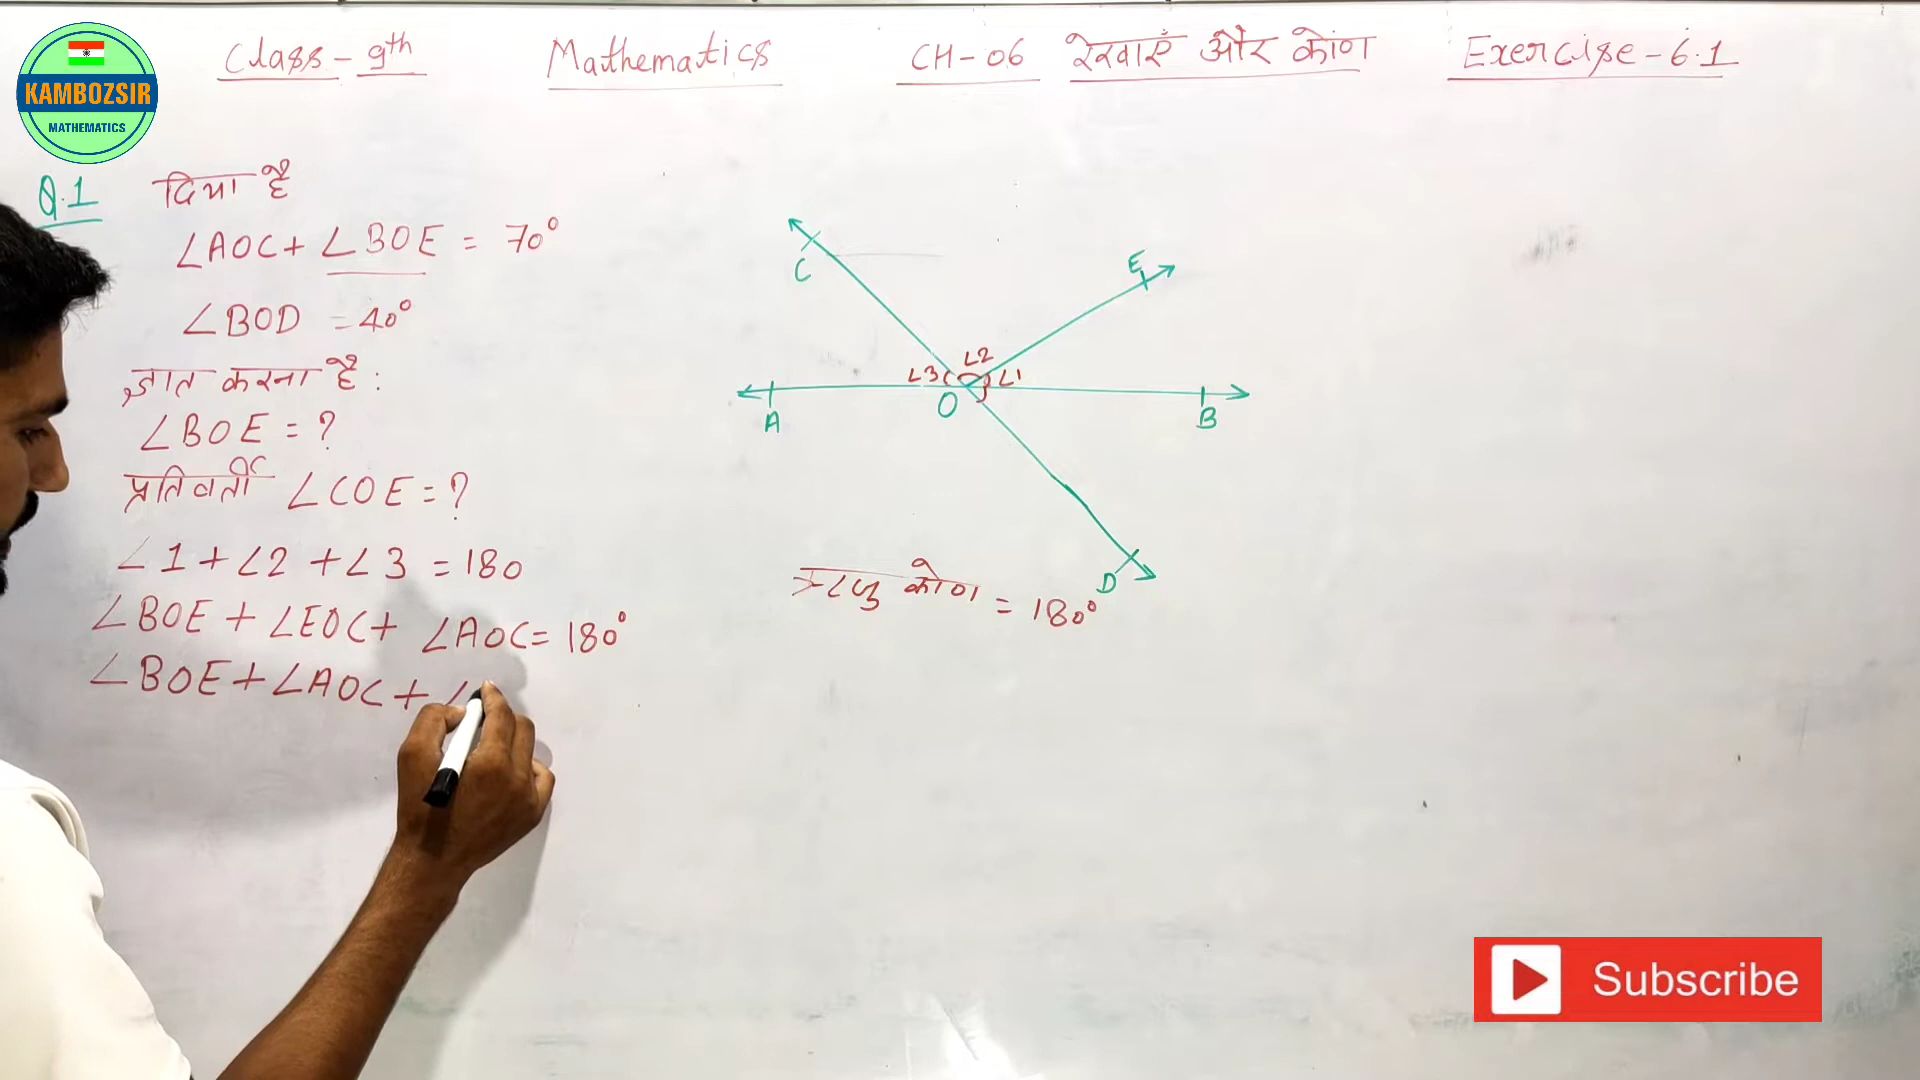 Class - 9th Mathematics CH-06 रेखाएँ और कोण Exercise-6.1
KAMBOZSIR
MATHEMATICS
Q.1 दिया है
∠AOC + ∠BOE = 70°
∠BOD = 40°
ज्ञात करना है :
∠BOE = ?
प्रतिवर्ती ∠COE = ?
∠1 + ∠2 + ∠3 = 180
∠BOE + ∠EOC + ∠AOC = 180°
∠BOE + ∠AOC + ∠
C
E
∠2
∠3
∠1
A
O
B
D
कोण = 180°
Subscribe